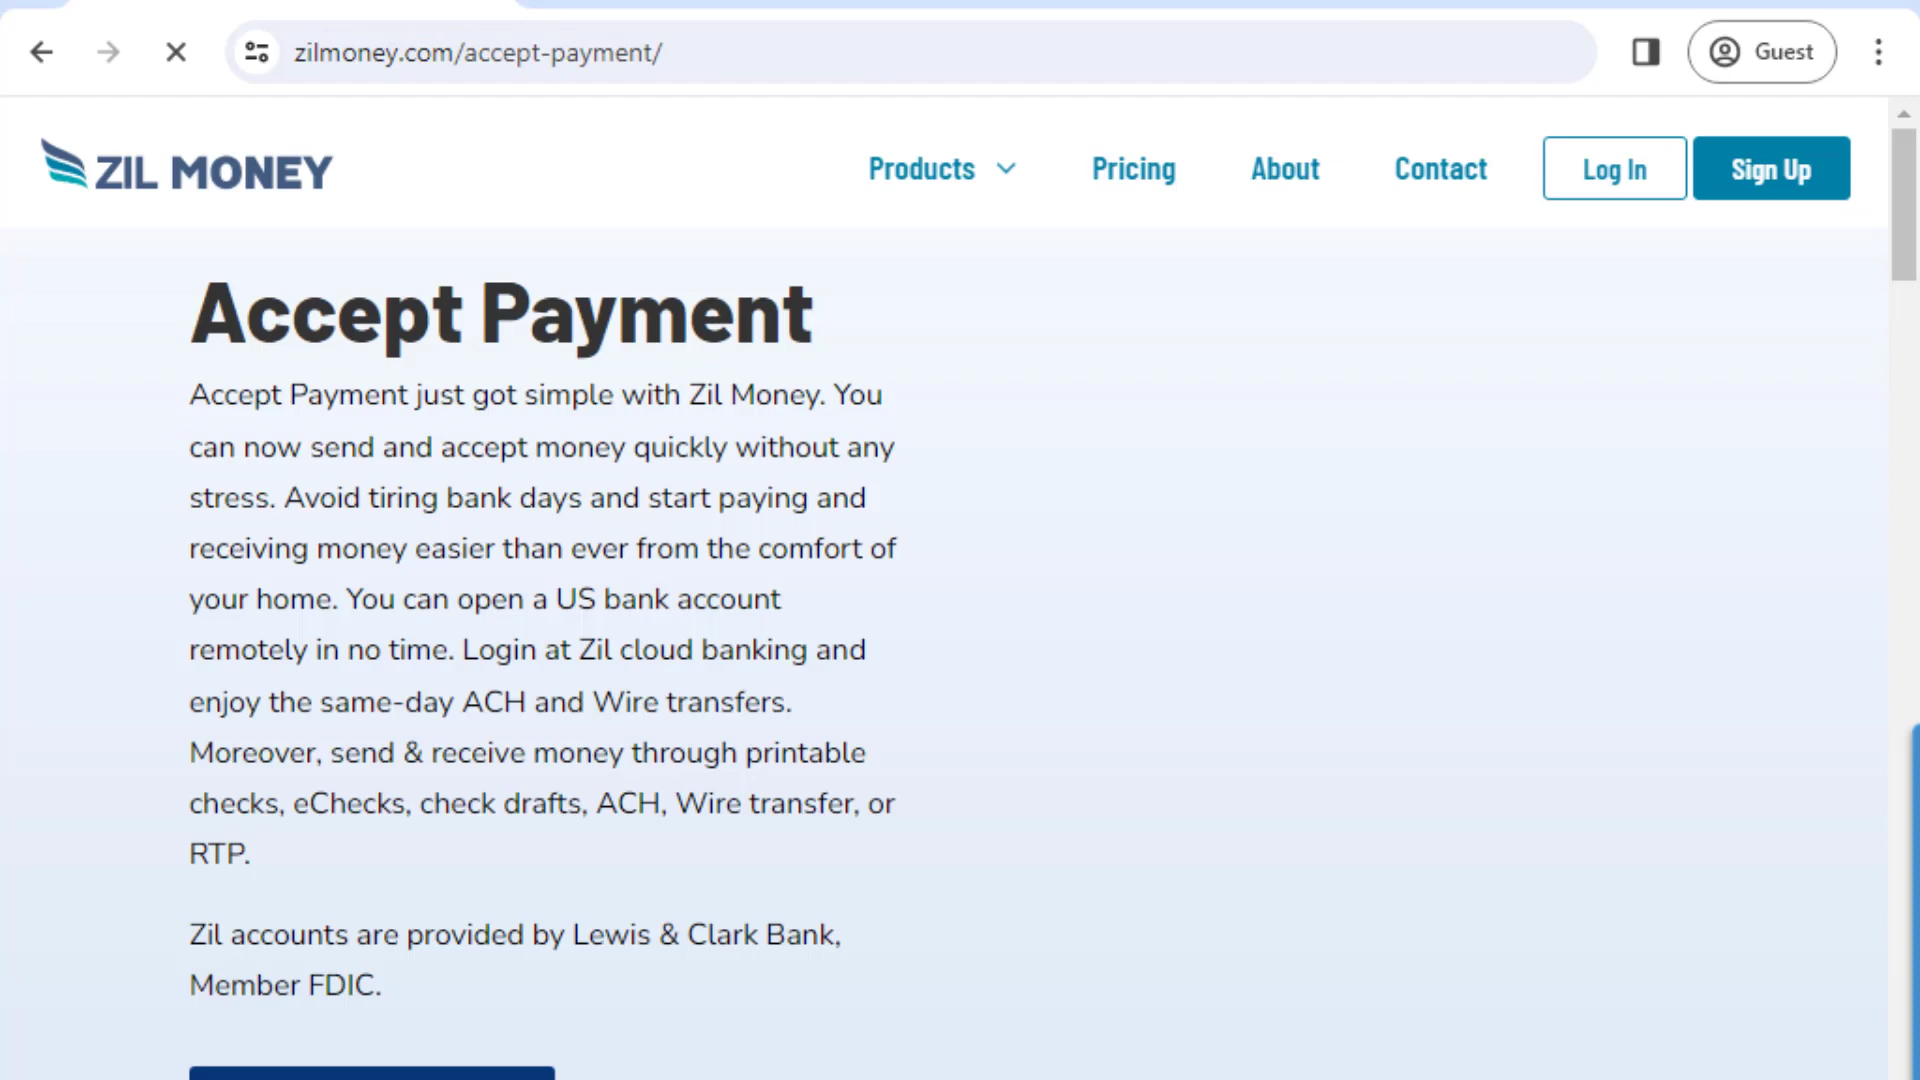 zilmoney.com/accept-payment/
Guest
ZIL MONEY
Products
Pricing
About
Contact
Log In
Sign Up
Accept Payment
Accept Payment just got simple with Zil Money. You
can now send and accept money quickly without any
stress. Avoid tiring bank days and start paying and
receiving money easier than ever from the comfort of
your home. You can open a US bank account
remotely in no time. Login at Zil cloud banking and
enjoy the same-day ACH and Wire transfers.
Moreover, send & receive money through printable
checks, eChecks, check drafts, ACH, Wire transfer, or
RTP.
Zil accounts are provided by Lewis & Clark Bank,
Member FDIC.